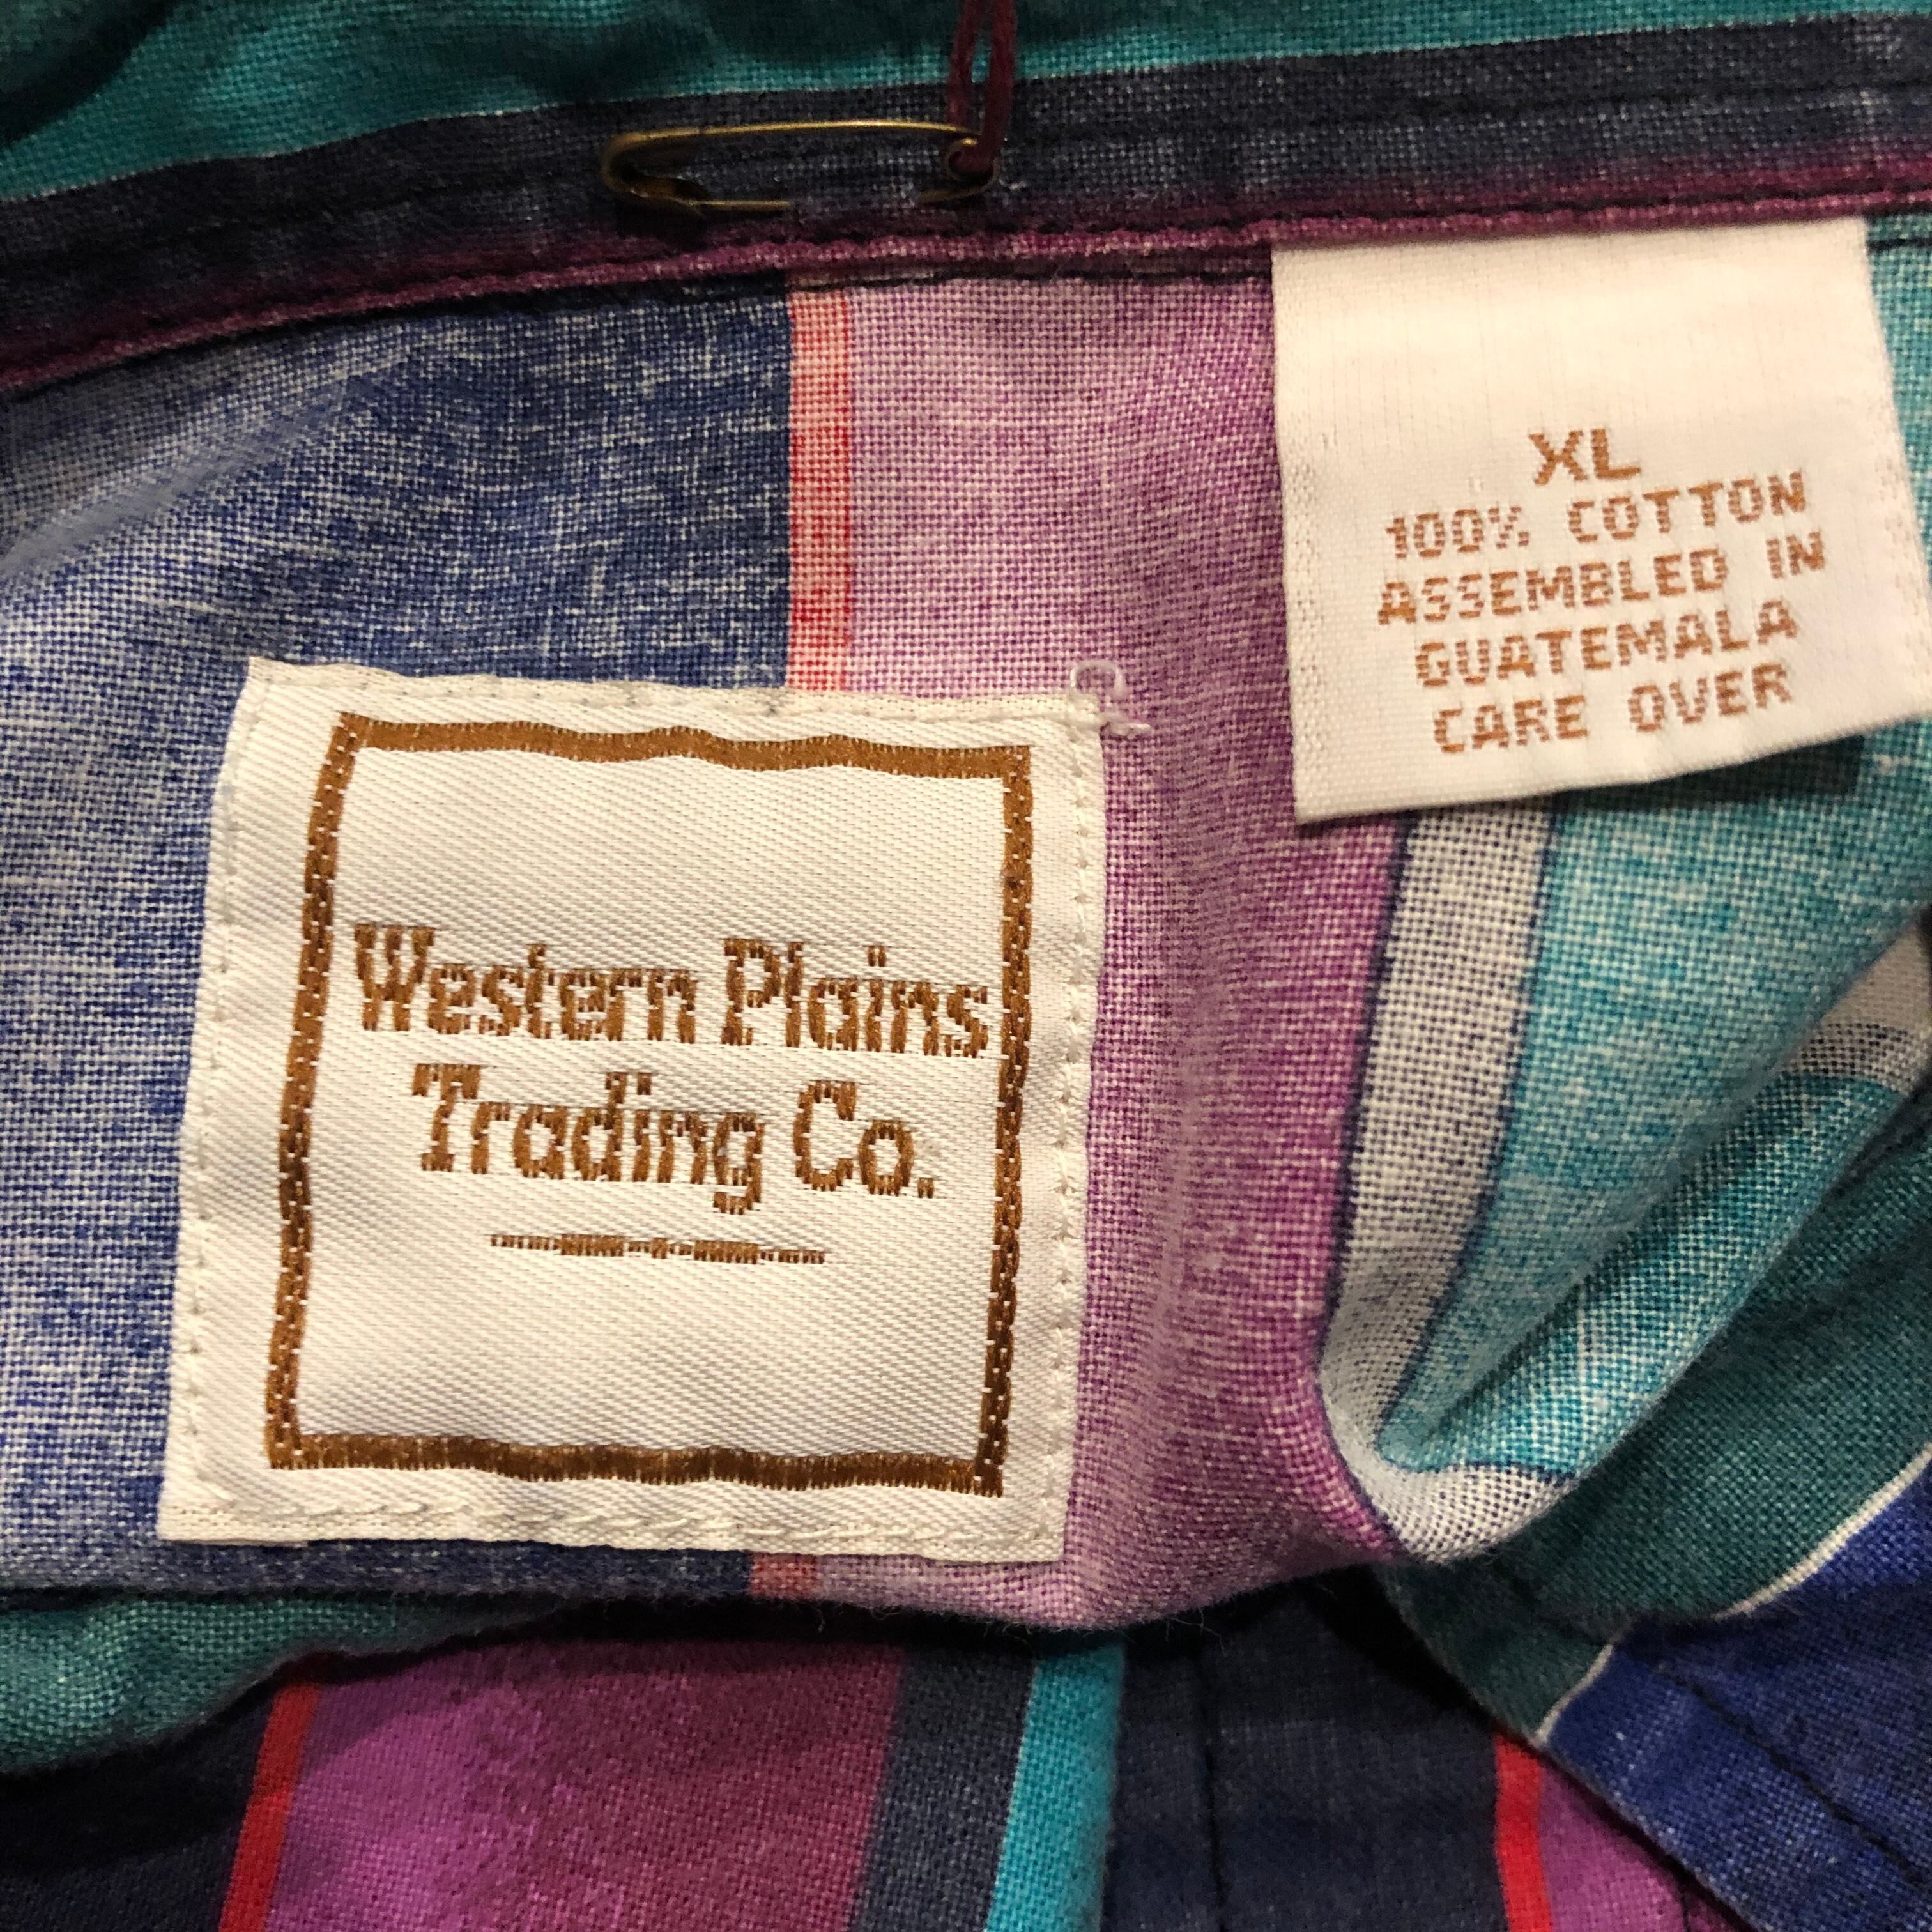 Western Plains
Trading Co.
XL
100% COTTON
ASSEMBLED IN
GUATEMALA
CARE OVER